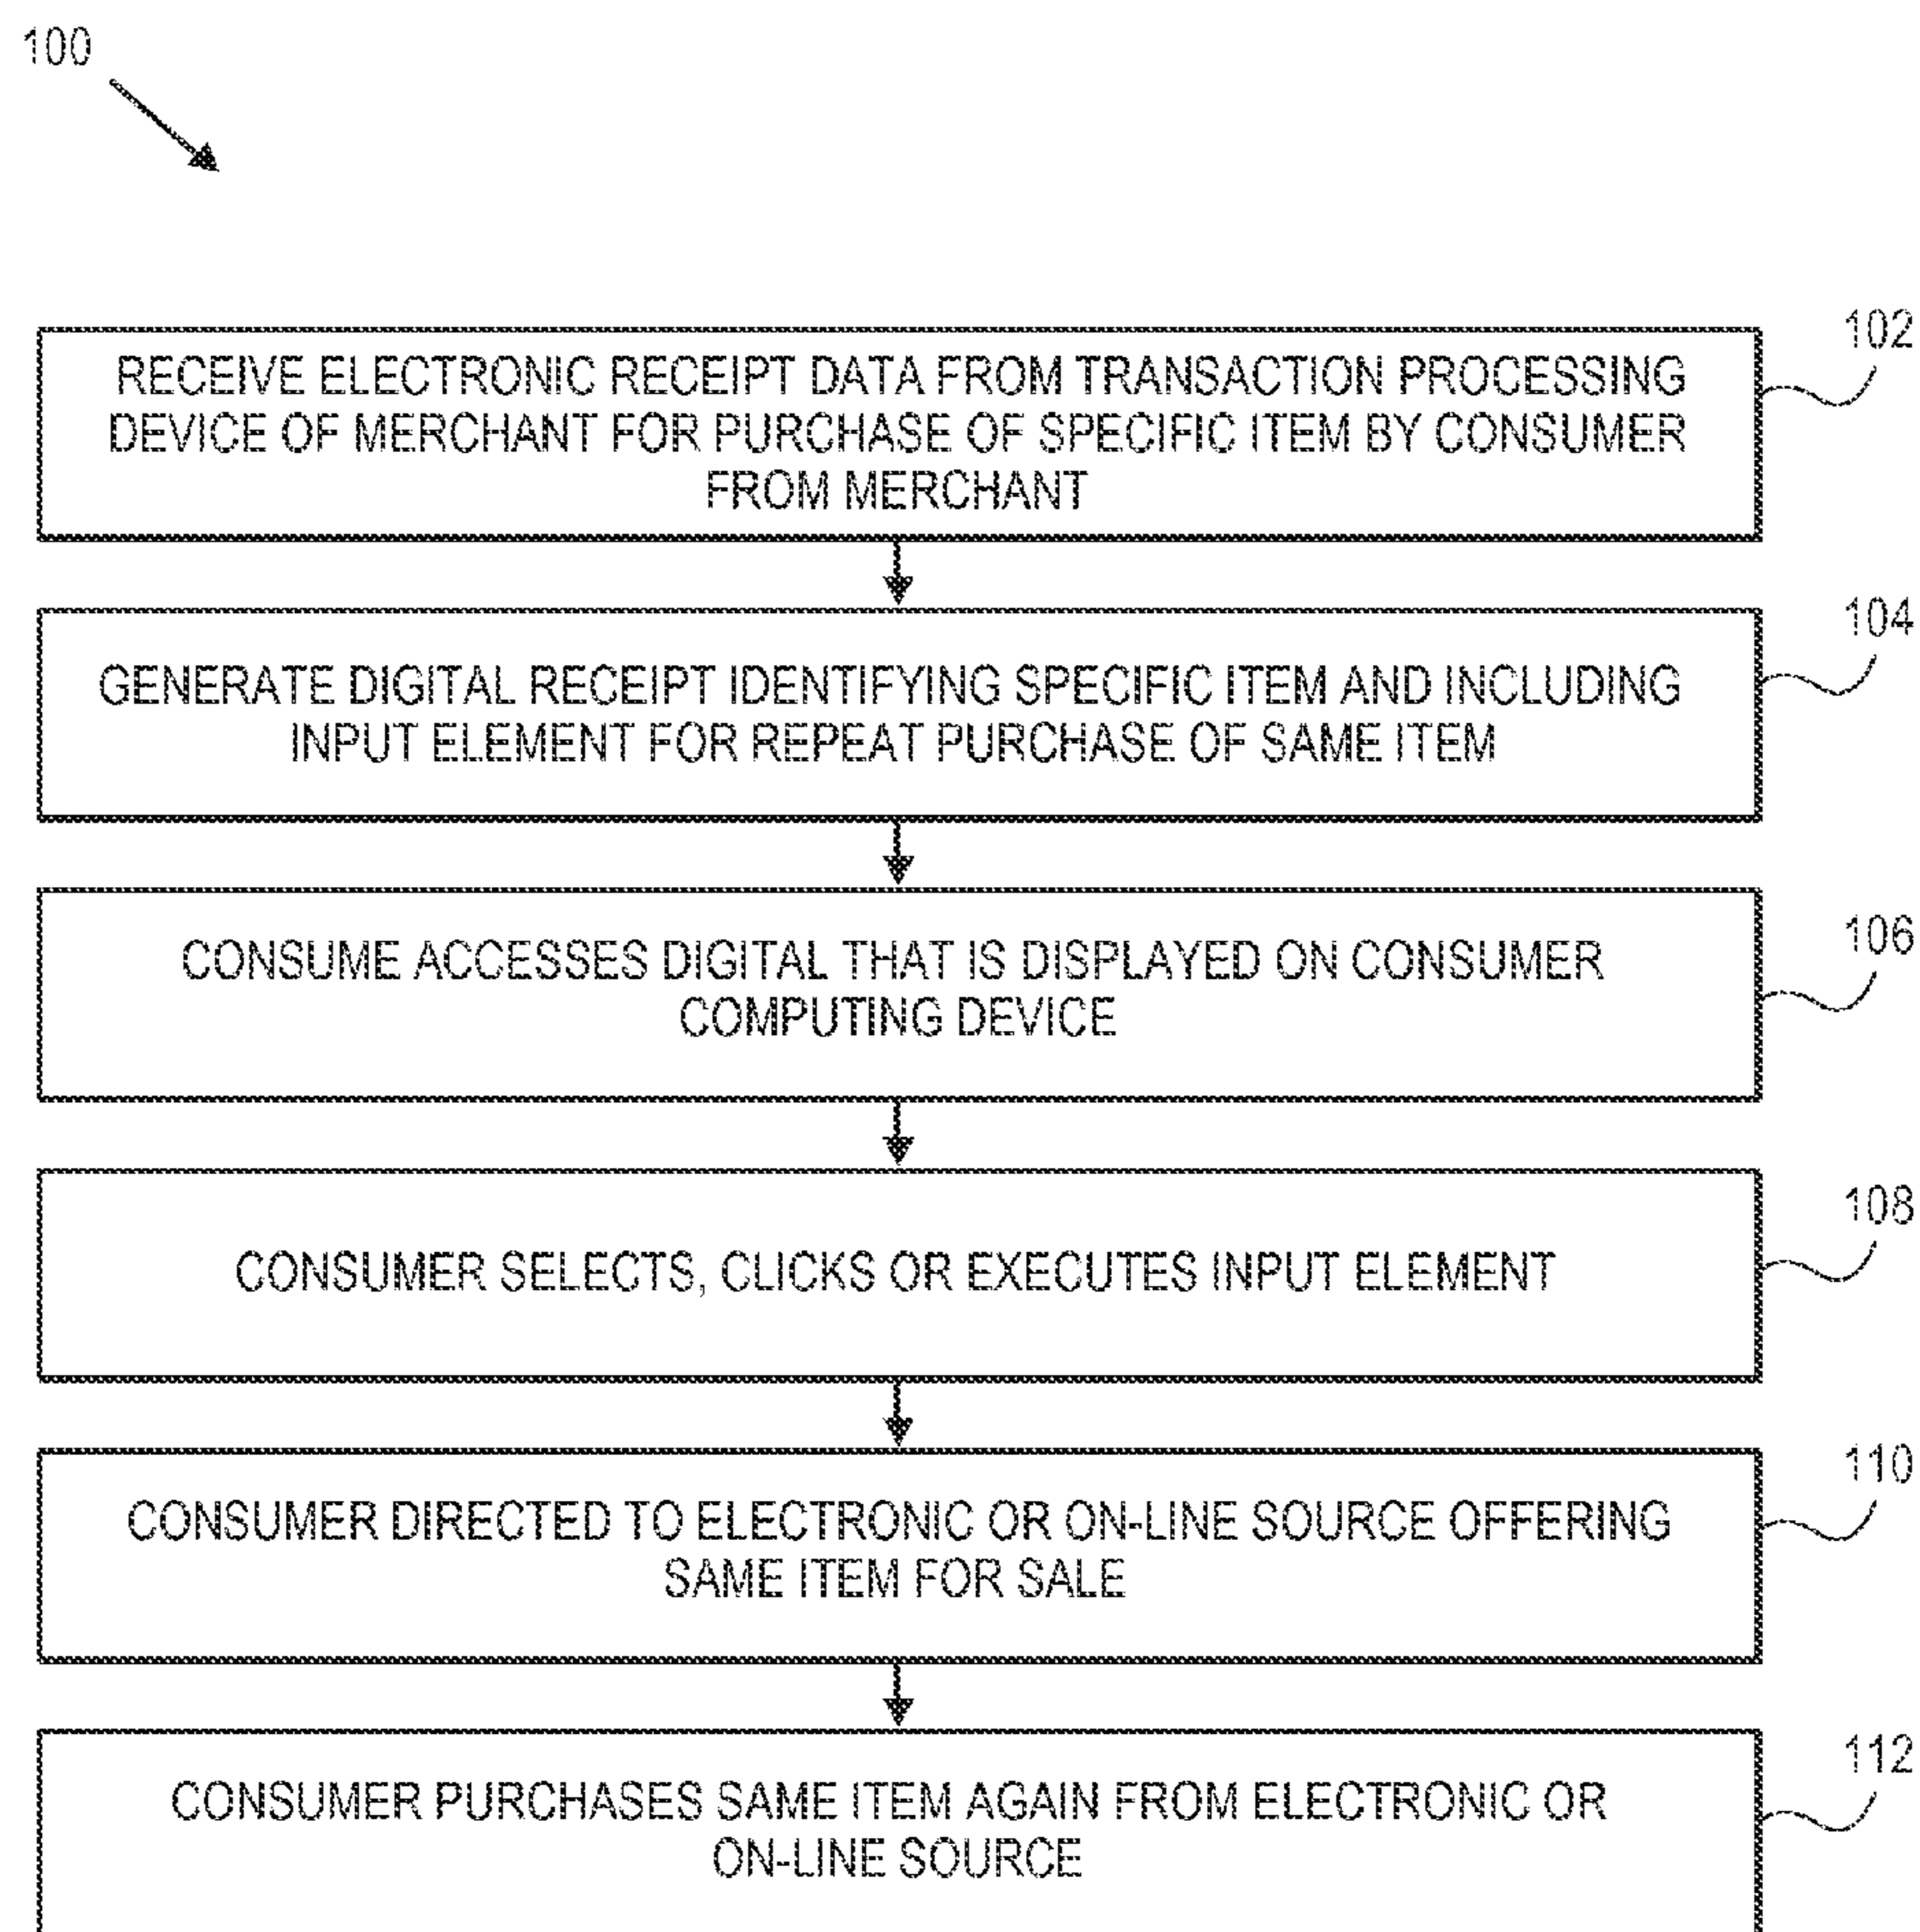 100
102
RECEIVE ELECTRONIC RECEIPT DATA FROM TRANSACTION PROCESSING
DEVICE OF MERCHANT FOR PURCHASE OF SPECIFIC ITEM BY CONSUMER
FROM MERCHANT
104
GENERATE DIGITAL RECEIPT IDENTIFYING SPECIFIC ITEM AND INCLUDING
INPUT ELEMENT FOR REPEAT PURCHASE OF SAME ITEM
106
CONSUME ACCESSES DIGITAL THAT IS DISPLAYED ON CONSUMER
COMPUTING DEVICE
108
CONSUMER SELECTS, CLICKS OR EXECUTES INPUT ELEMENT
110
CONSUMER DIRECTED TO ELECTRONIC OR ON-LINE SOURCE OFFERING
SAME ITEM FOR SALE
112
CONSUMER PURCHASES SAME ITEM AGAIN FROM ELECTRONIC OR
ON-LINE SOURCE